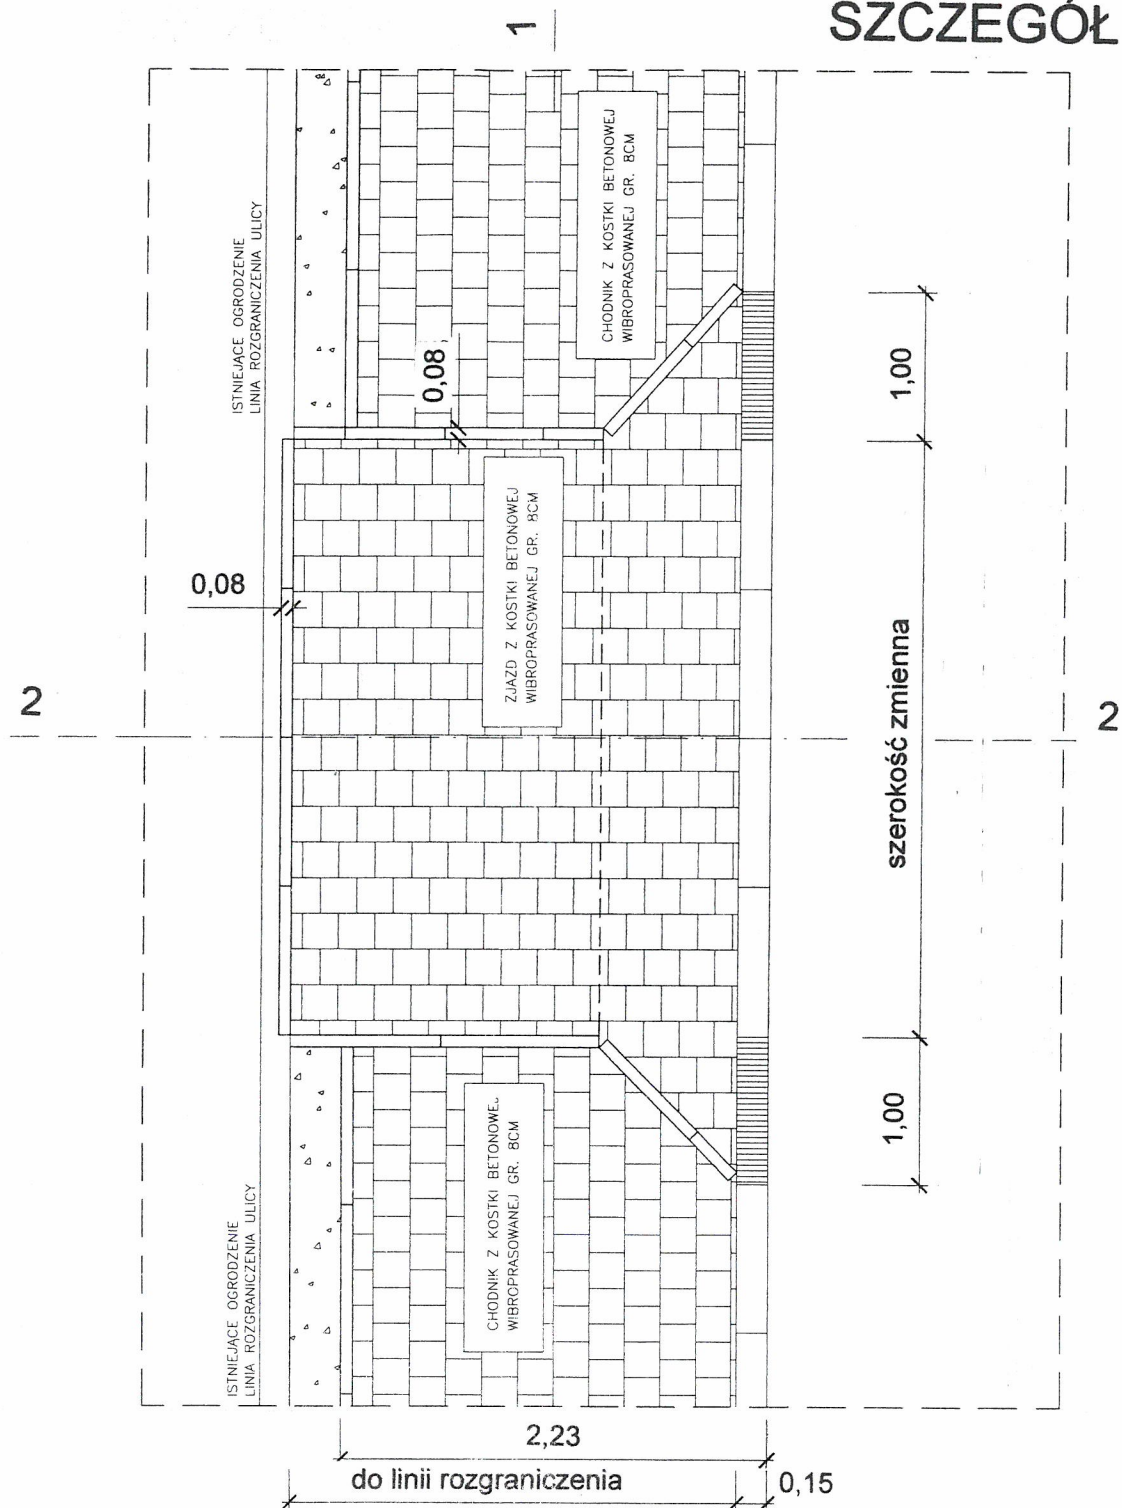 SZCZEGÓŁ
1
ISTNIEJĄCE OGRODZENIE
LINIA ROZGRANICZENIA ULICY
CHODNIK Z KOSTKI BETONOWEJ
WIBROPRASOWANEJ GR. 8CM
0,08
1,00
ZJAZD Z KOSTKI BETONOWEJ
WIBROPRASOWANEJ GR. 8CM
0,08
szerokość zmienna
2
2
1,00
CHODNIK Z KOSTKI BETONOWEJ
WIBROPRASOWANEJ GR. 8CM
ISTNIEJĄCE OGRODZENIE
LINIA ROZGRANICZENIA ULICY
2,23
do linii rozgraniczenia
0,15